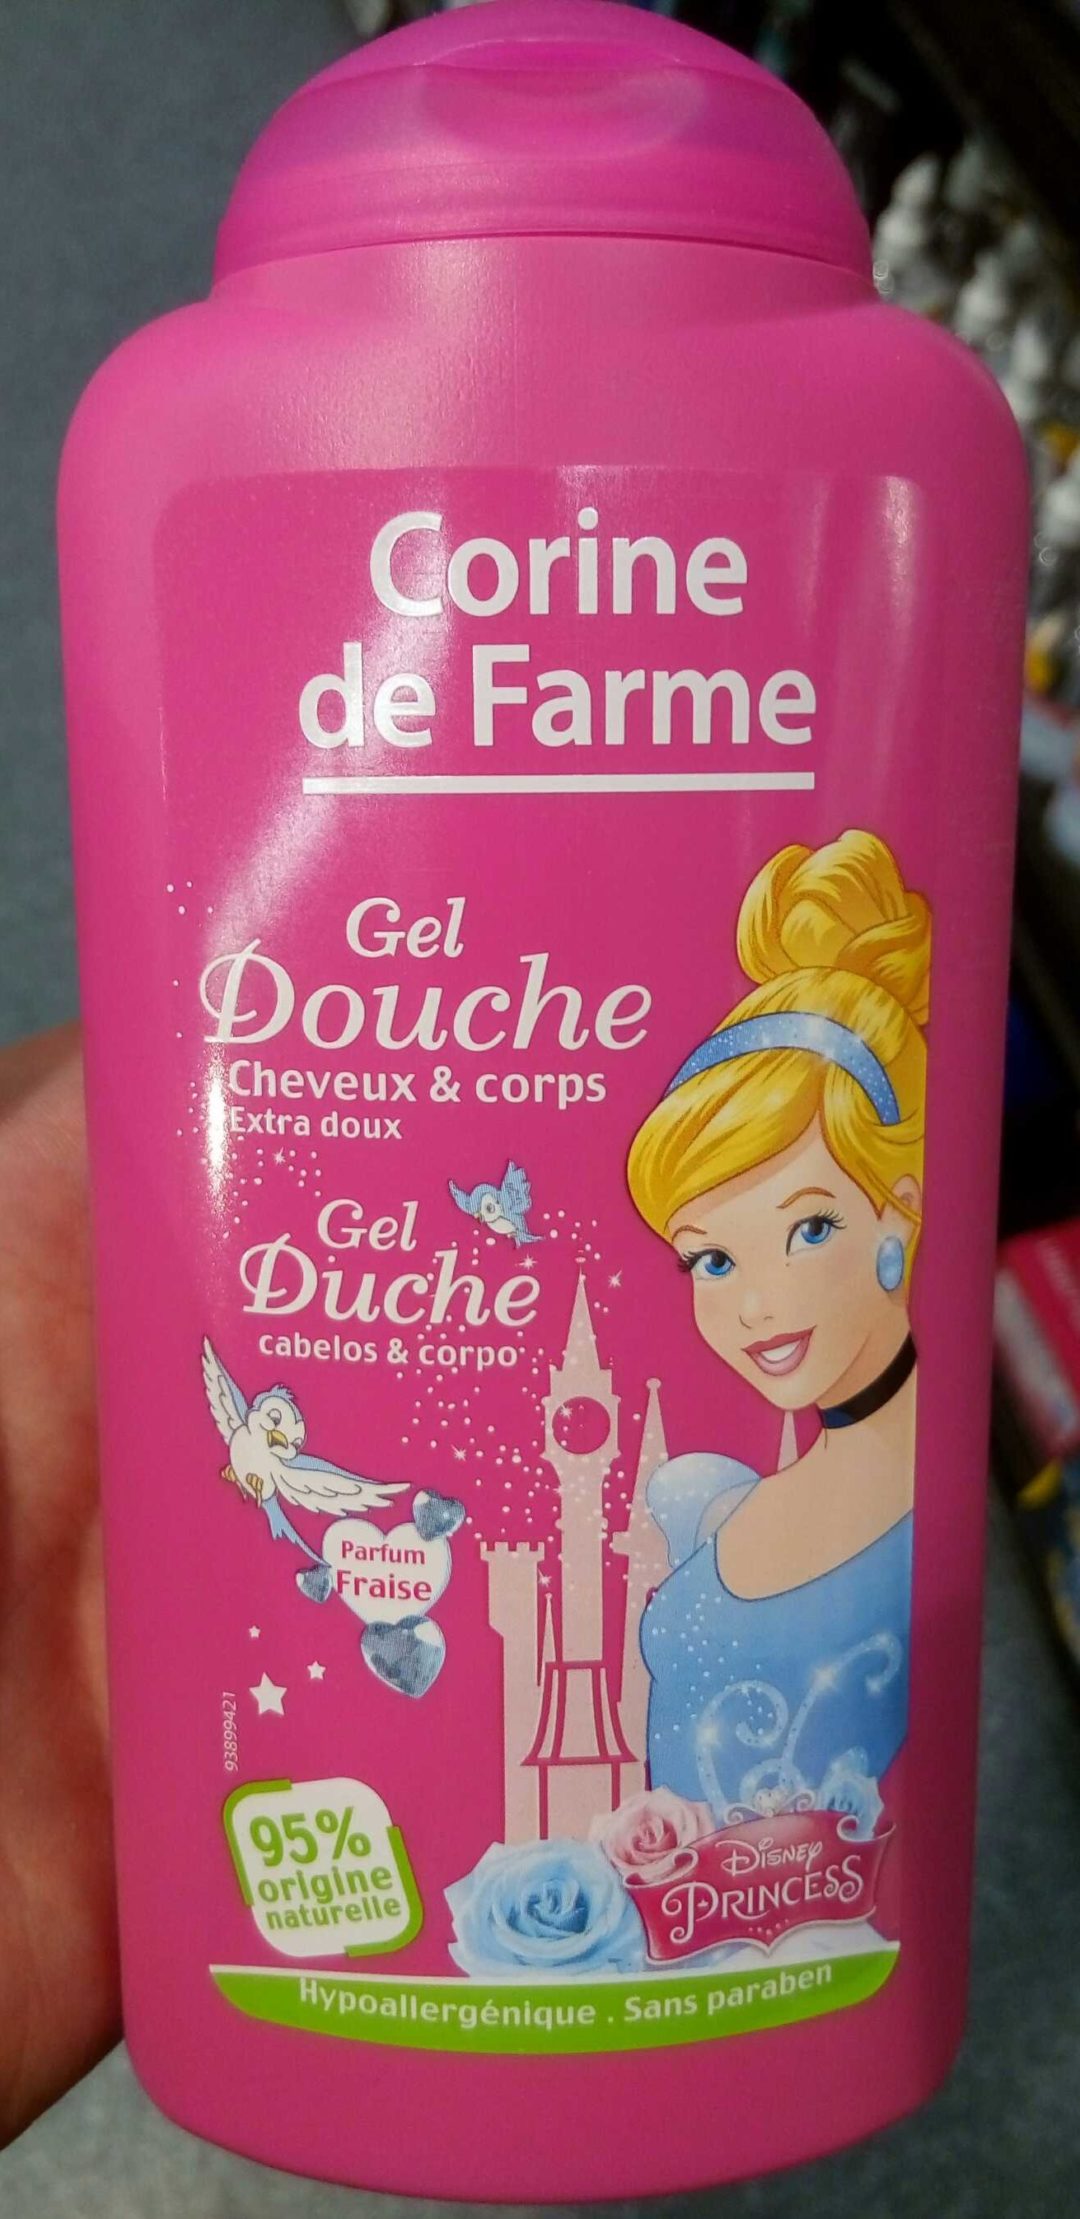 Corine
de Farme
Gel
Douche
Cheveux & corps
Extra doux
Gel
Duche
cabelos & corpo
Parfum
Fraise
93899421
95%
origine
naturelle
Disney
PRINCESS
Hypoallergénique . Sans paraben